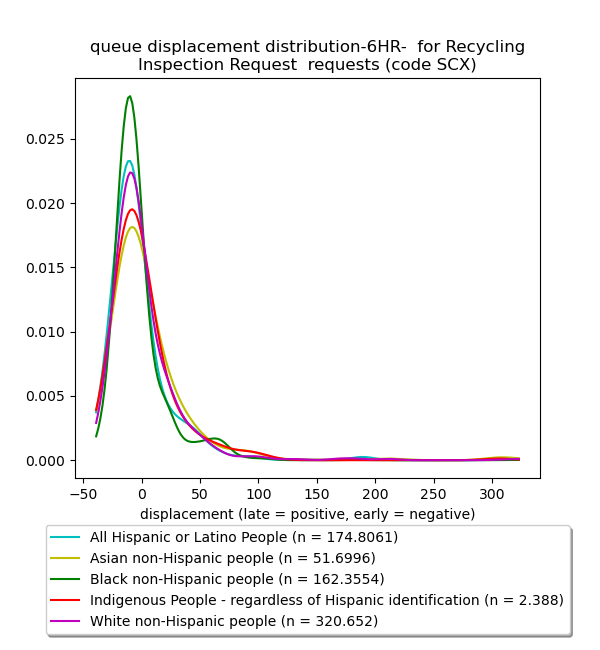 queue displacement distribution-6HR-  for Recycling
Inspection Request  requests (code SCX)
0.025
0.020
0.015
0.010
0.005
0.000
−50 0 50 100 150 200 250 300
displacement (late = positive, early = negative)
All Hispanic or Latino People (n = 174.8061)
Asian non-Hispanic people (n = 51.6996)
Black non-Hispanic people (n = 162.3554)
Indigenous People - regardless of Hispanic identification (n = 2.388)
White non-Hispanic people (n = 320.652)